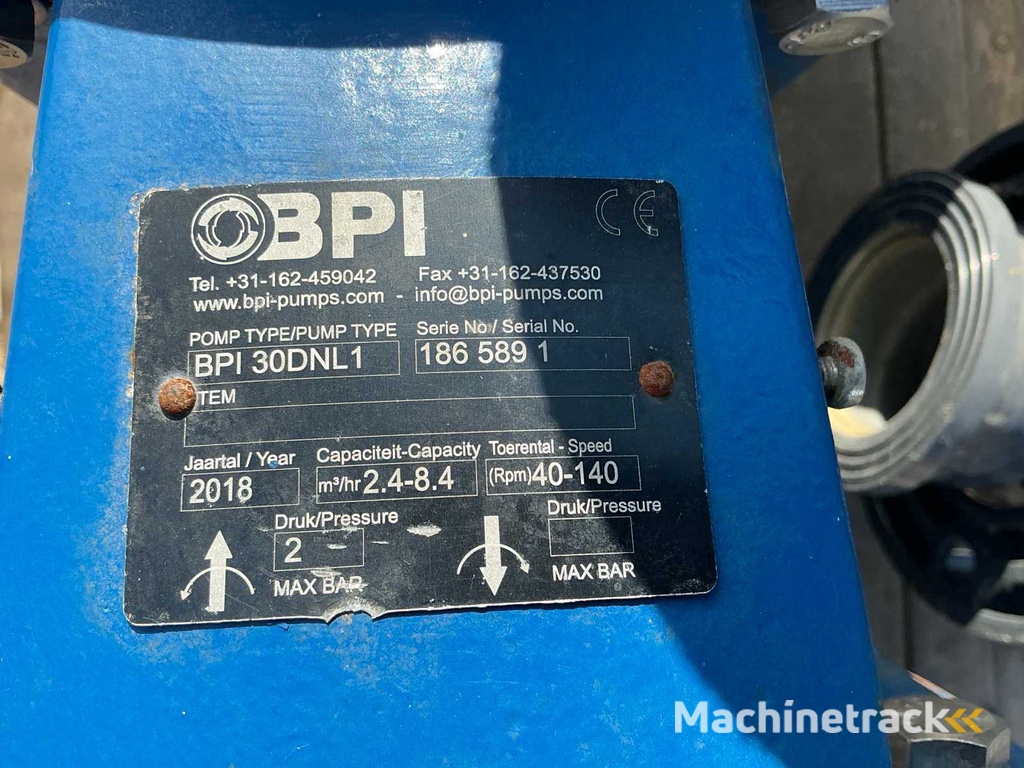 BPI
CE
Tel. +31-162-459042 Fax +31-162-437530
www.bpi-pumps.com - info@bpi-pumps.com
POMP TYPE/PUMP TYPE Serie No / Serial No.
BPI 30DNL1 186 589 1
TEM
Jaartal / Year Capaciteit-Capacity Toerental - Speed
2018 m³/hr 2.4-8.4 (Rpm) 40-140
Druk/Pressure Druk/Pressure
2
MAX BAR MAX BAR
Machinetrack